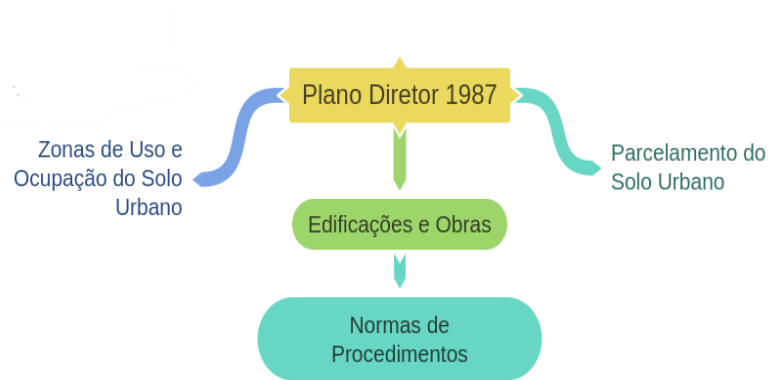 Plano Diretor 1987
Zonas de Uso e
Ocupação do Solo
Urbano
Parcelamento do
Solo Urbano
Edificações e Obras
Normas de
Procedimentos